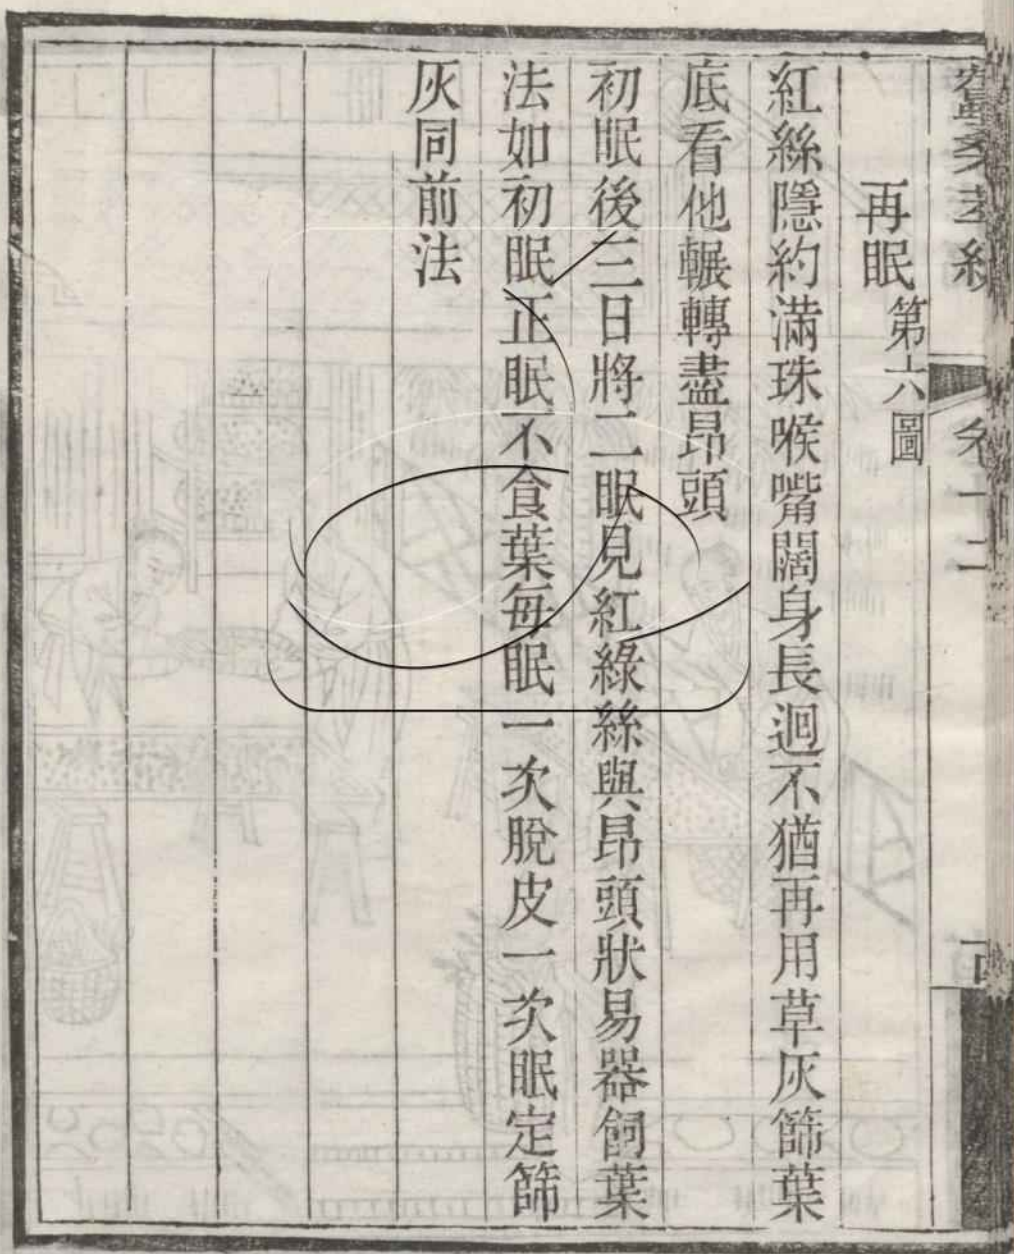 再眠 第六圖
紅絲隱約滿珠喉嘴闊身長迥不猶再用草灰篩葉
底看他輾轉盡昂頭
初眠後三日將二眠見紅綠絲與昂頭狀易器飼葉
法如初眠正眠不食葉每眠一次脫皮一次眠定篩
灰同前法